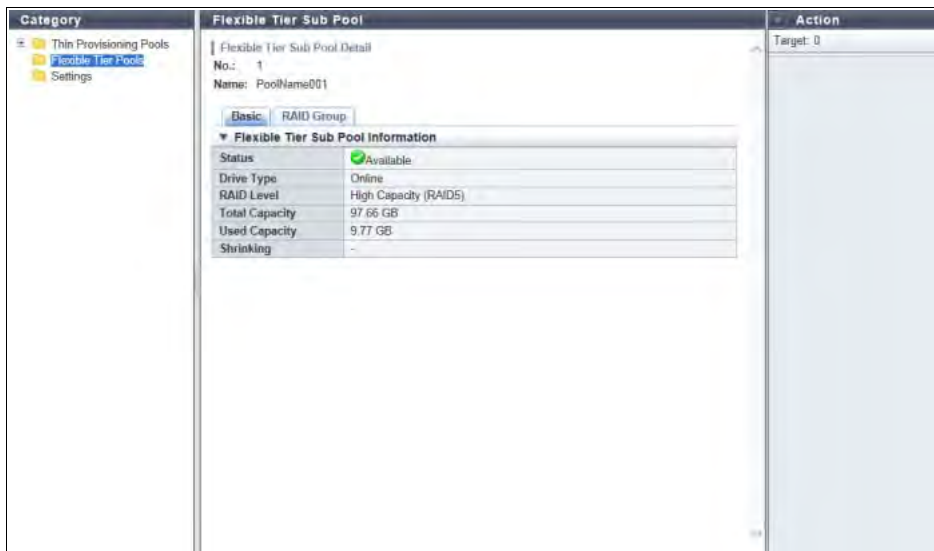 Category
Thin Provisioning Pools
Flexible Tier Pools
Settings
Flexible Tier Sub Pool
Flexible Tier Sub Pool Detail
No.: 1
Name: PoolName001
Basic RAID Group
Flexible Tier Sub Pool Information
Status Available
Drive Type Online
RAID Level High Capacity (RAID5)
Total Capacity 97.66 GB
Used Capacity 9.77 GB
Shrinking -
Action
Target: 0